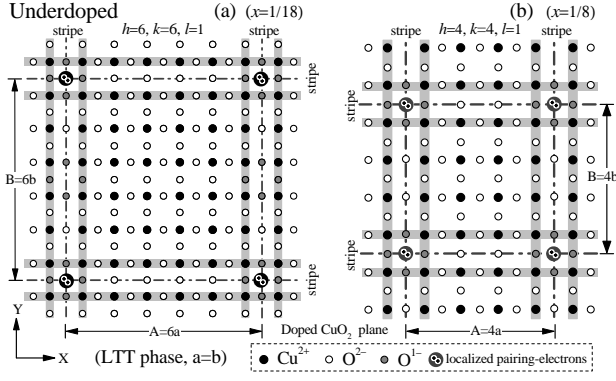 Underdoped
(a)
(x=1/18)
stripe
h=6, k=6, l=1
stripe
stripe
stripe
B=6b
A=6a
Y
X
(LTT phase, a=b)
(b)
(x=1/8)
stripe
h=4, k=4, l=1
stripe
stripe
stripe
B=4b
A=4a
Doped CuO₂ plane
Cu²⁺ O²⁻ O¹⁻ localized pairing-electrons